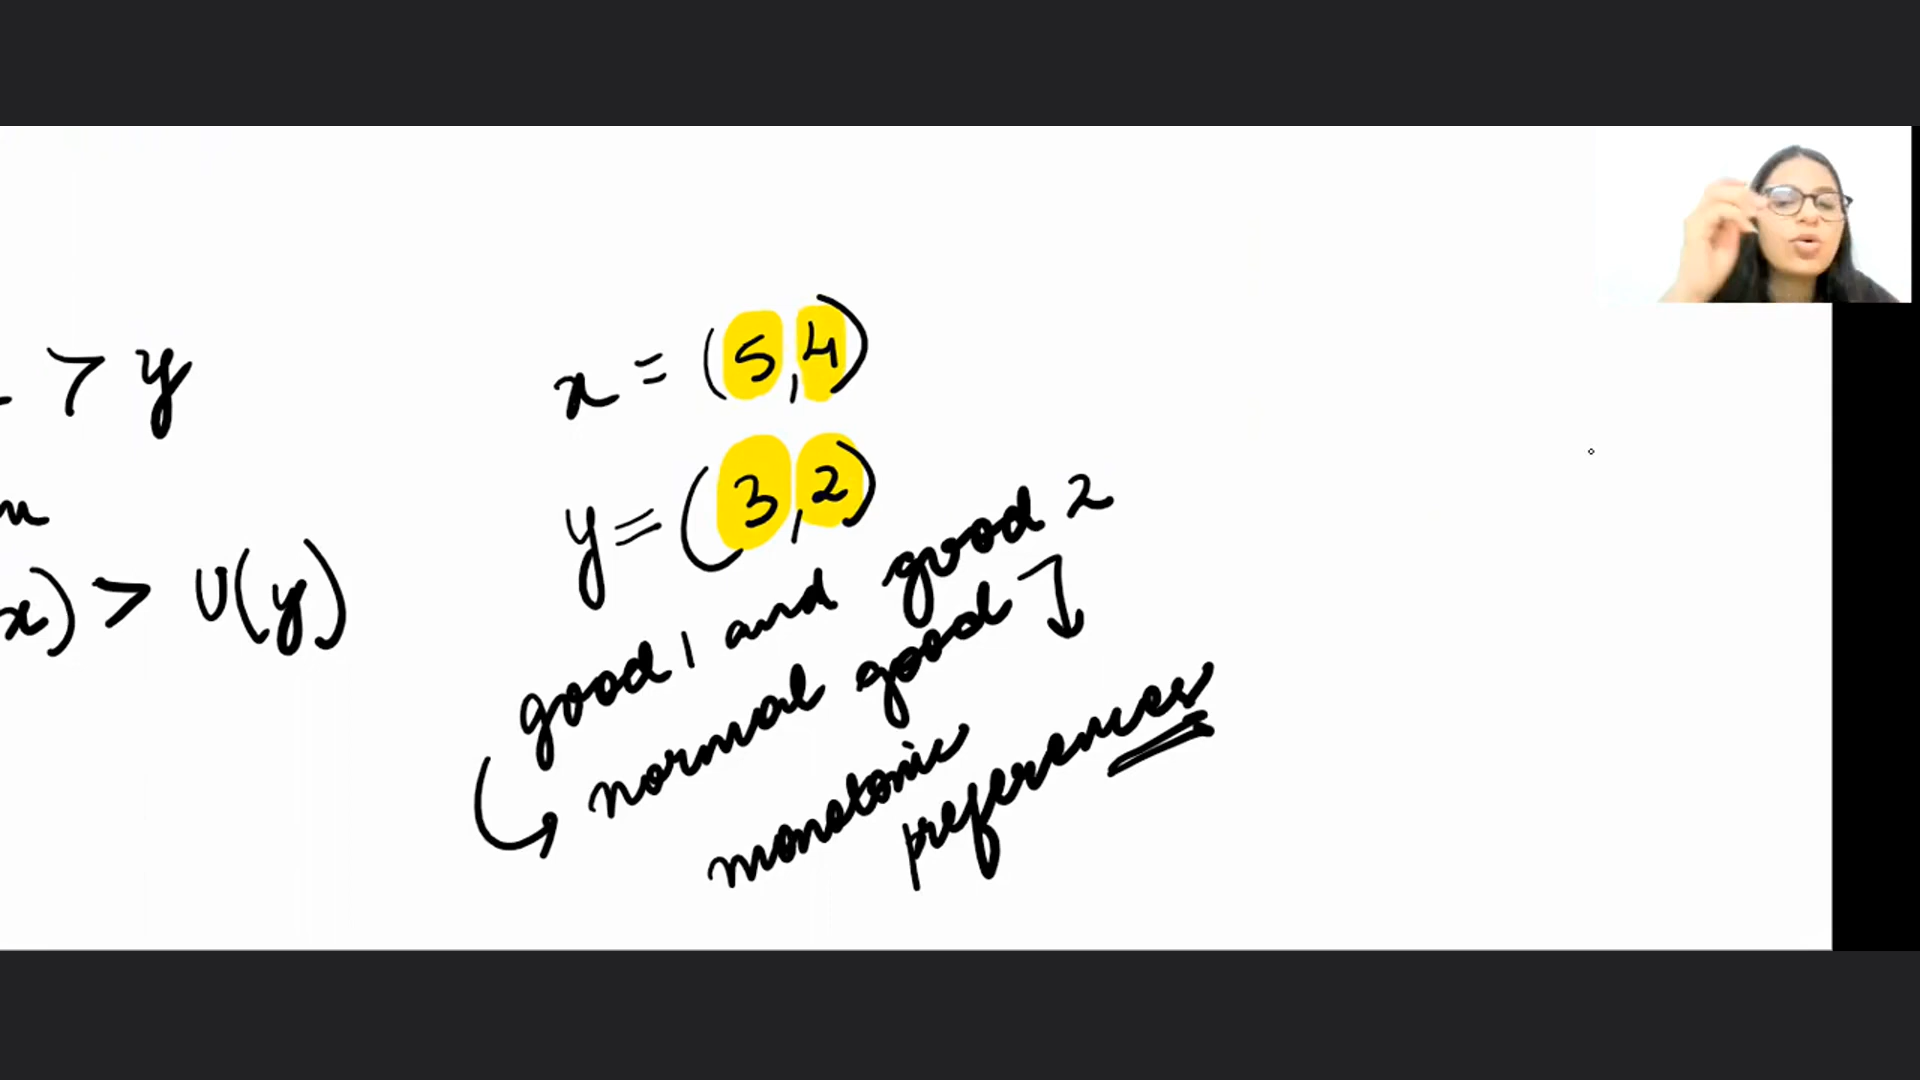 > y
x = (5,4)
y = (3,2)
x) > U(y)
good 1 and good 2
normal good
monotonic
preferences